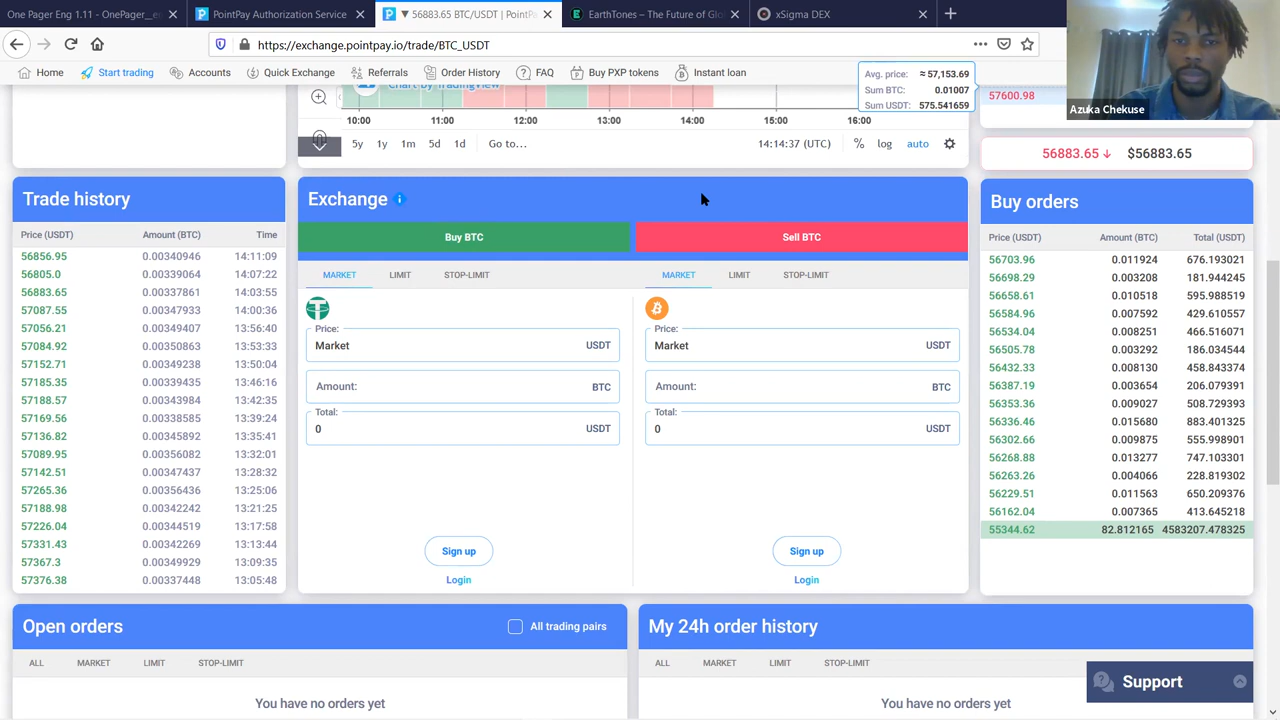 One Pager Eng 1.11 - OnePager_e
PointPay Authorization Service
▼ 56883.65 BTC/USDT | PointPa
EarthTones – The Future of Glo
xSigma DEX
https://exchange.pointpay.io/trade/BTC_USDT
Home Start trading Accounts Quick Exchange Referrals Order History FAQ Buy PXP tokens Instant loan
Azuka Chekuse
Avg. price: ≈ 57,153.69
Sum BTC: 0.01007
Sum USDT: 575.541659
57600.98
Chart by TradingView
10:00 11:00 12:00 13:00 14:00 15:00 16:00
5y 1y 1m 5d 1d Go to... 14:14:37 (UTC) % log auto
56883.65 ↓ $56883.65
Trade history
Price (USDT) Amount (BTC) Time
56856.95 0.00340946 14:11:09
56805.0 0.00339064 14:07:22
56883.65 0.00337861 14:03:55
57087.55 0.00347933 14:00:36
57056.21 0.00349407 13:56:40
57084.92 0.00350863 13:53:33
57152.71 0.00349238 13:50:04
57185.35 0.00339435 13:46:16
57188.57 0.00343984 13:42:35
57169.56 0.00338585 13:39:24
57136.82 0.00345892 13:35:41
57089.95 0.00348077 13:32:01
57142.51 0.00347437 13:28:32
57265.36 0.00356436 13:25:06
57188.98 0.00342242 13:21:25
57226.04 0.00344519 13:17:58
57331.43 0.00342269 13:13:44
57367.3 0.00349929 13:09:35
57376.38 0.00337448 13:05:48
Exchange
Buy BTC Sell BTC
MARKET LIMIT STOP-LIMIT MARKET LIMIT STOP-LIMIT
Price: Price:
Market USDT Market USDT
Amount: BTC Amount: BTC
Total: Total:
0 USDT 0 USDT
Sign up Sign up
Login Login
Buy orders
Price (USDT) Amount (BTC) Total (USDT)
56703.96 0.011924 676.193021
56698.29 0.003208 181.944245
56658.61 0.010518 595.988519
56584.96 0.007592 429.610557
56534.04 0.008251 466.516071
56505.78 0.003292 186.034544
56432.33 0.008130 458.843374
56387.19 0.003654 206.079391
56353.36 0.009027 508.729393
56336.46 0.015680 883.401325
56302.66 0.009875 555.998901
56268.88 0.013277 747.103301
56263.26 0.004066 228.819302
56229.51 0.011563 650.209376
56162.04 0.007365 413.645218
55344.62 82.812165 4583207.478325
Open orders
All trading pairs
ALL MARKET LIMIT STOP-LIMIT
You have no orders yet
My 24h order history
ALL MARKET LIMIT STOP-LIMIT
You have no orders yet
Support